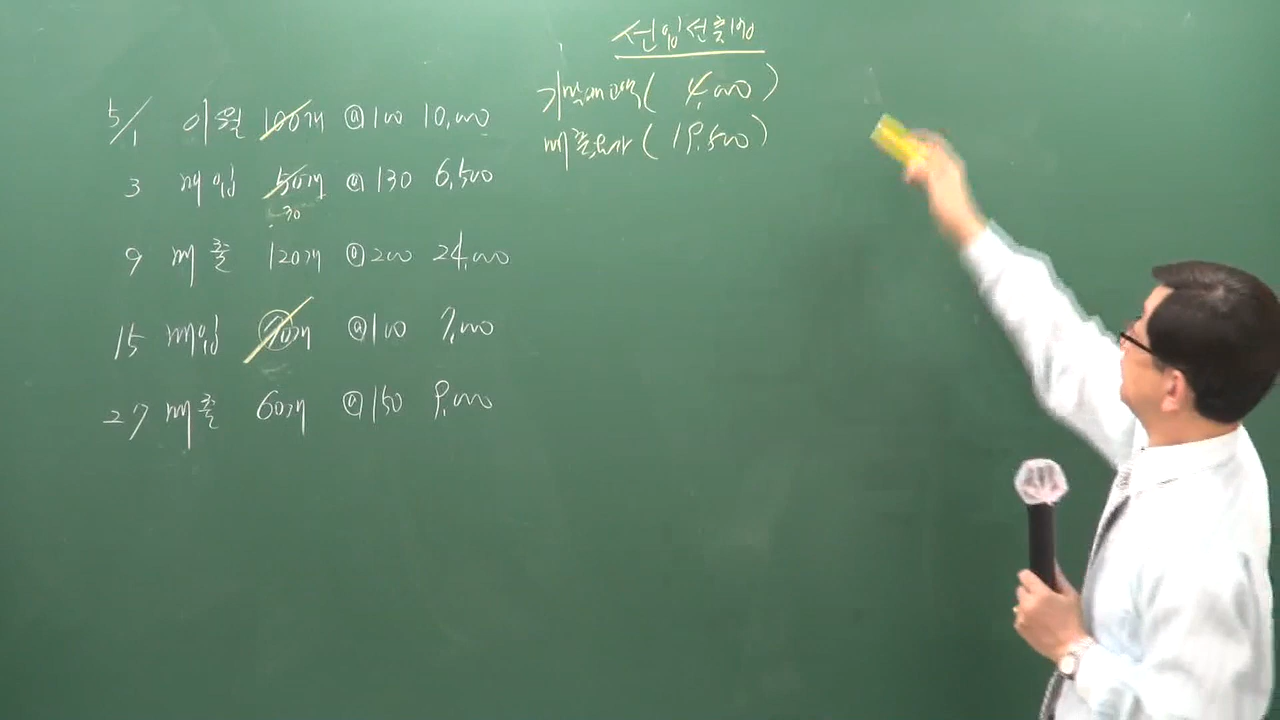 선입선출법
기말재고액 ( 4,000 )
매출원가 ( 19,500 )
5/1 이월 100개 @100 10,000
3 매입 50개 @130 6,500
30
9 매출 120개 @200 24,000
15 매입 70개 @100 7,000
27 매출 60개 @150 9,000